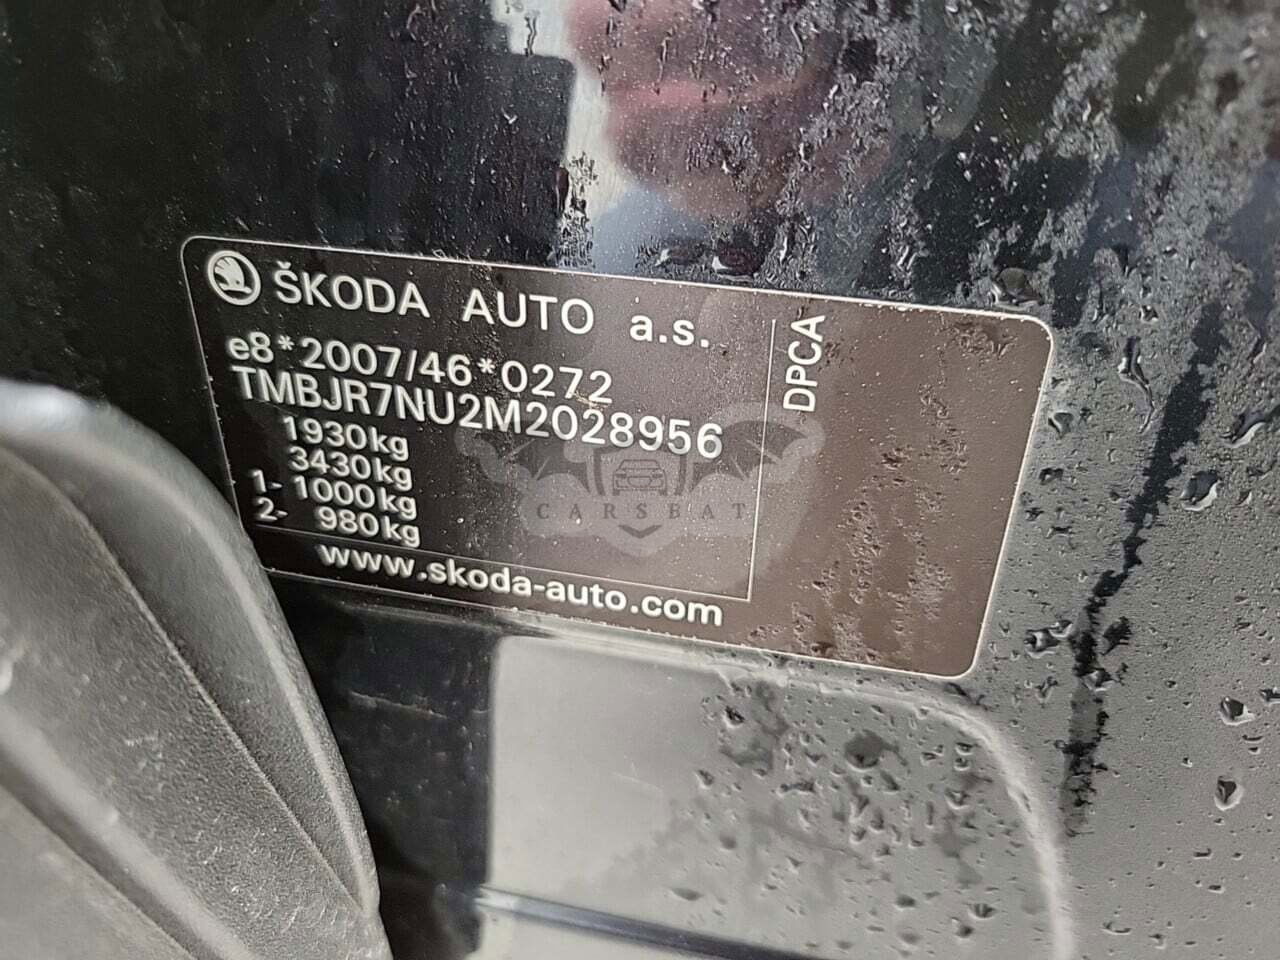 ŠKODA AUTO a.s.
e8*2007/46*0272
TMBJR7NU2M2028956
1930kg
3430kg
1- 1000kg
2- 980kg
www.skoda-auto.com
DPCA
CARSBAT